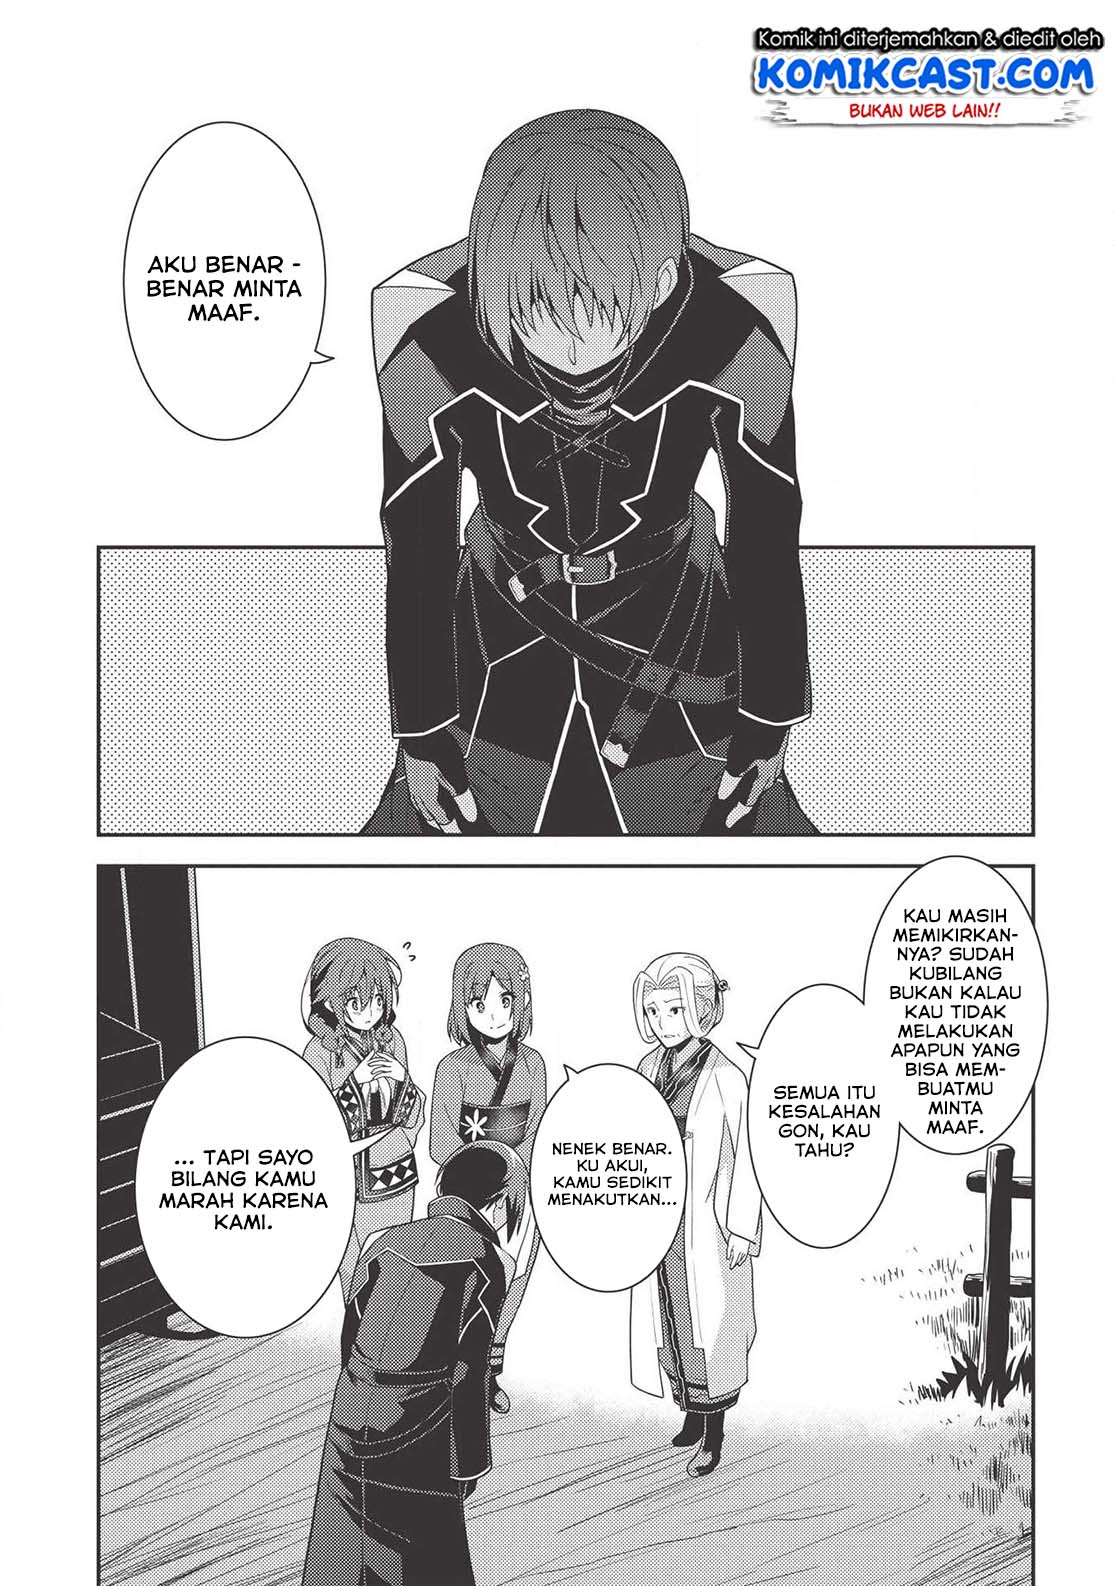 Komik ini diterjemahkan & diedit oleh
KOMIKCAST.COM
BUKAN WEB LAIN!!
AKU BENAR -
BENAR MINTA
MAAF.
KAU MASIH
MEMIKIRKAN-
NYA? SUDAH
KUBILANG
BUKAN KALAU
KAU TIDAK
MELAKUKAN
APAPUN YANG
BISA MEM-
BUATMU
MINTA
MAAF.
SEMUA ITU
KESALAHAN
GON, KAU
TAHU?
NENEK BENAR.
KU AKUI,
KAMU SEDIKIT
MENAKUTKAN...
... TAPI SAYO
BILANG KAMU
MARAH KARENA
KAMI.